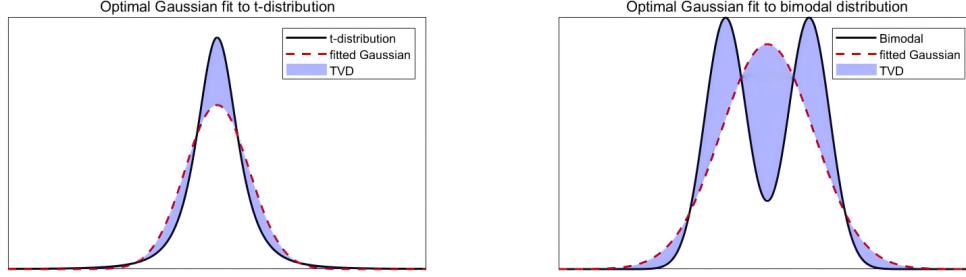 Optimal Gaussian fit to t-distribution
t-distribution
fitted Gaussian
TVD
Optimal Gaussian fit to bimodal distribution
Bimodal
fitted Gaussian
TVD